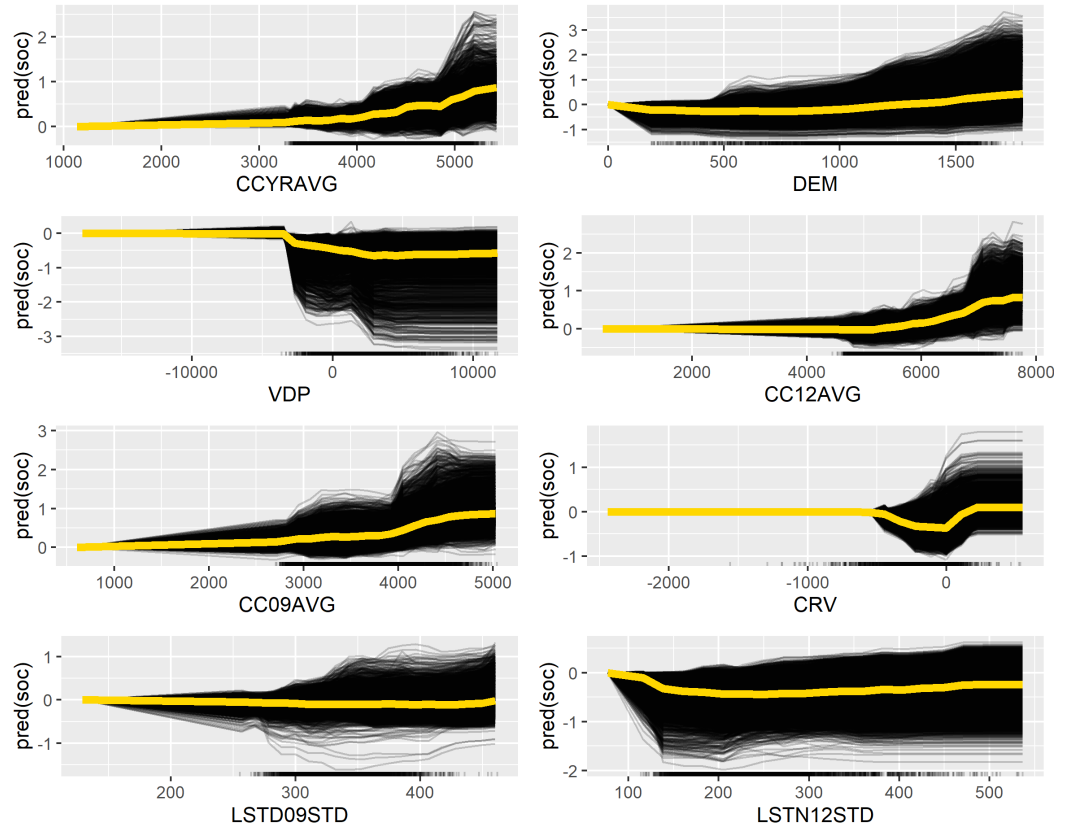 pred(soc)
2
1
0
1000 2000 3000 4000 5000
CCYRAVG
pred(soc)
3
2
1
0
-1
0 500 1000 1500
DEM
pred(soc)
0
-1
-2
-3
-10000 0 10000
VDP
pred(soc)
2
1
0
2000 4000 6000 8000
CC12AVG
pred(soc)
3
2
1
0
1000 2000 3000 4000 5000
CC09AVG
pred(soc)
1
0
-1
-2000 -1000 0
CRV
pred(soc)
1
0
-1
200 300 400
LSTD09STD
pred(soc)
0
-1
-2
100 200 300 400 500
LSTN12STD